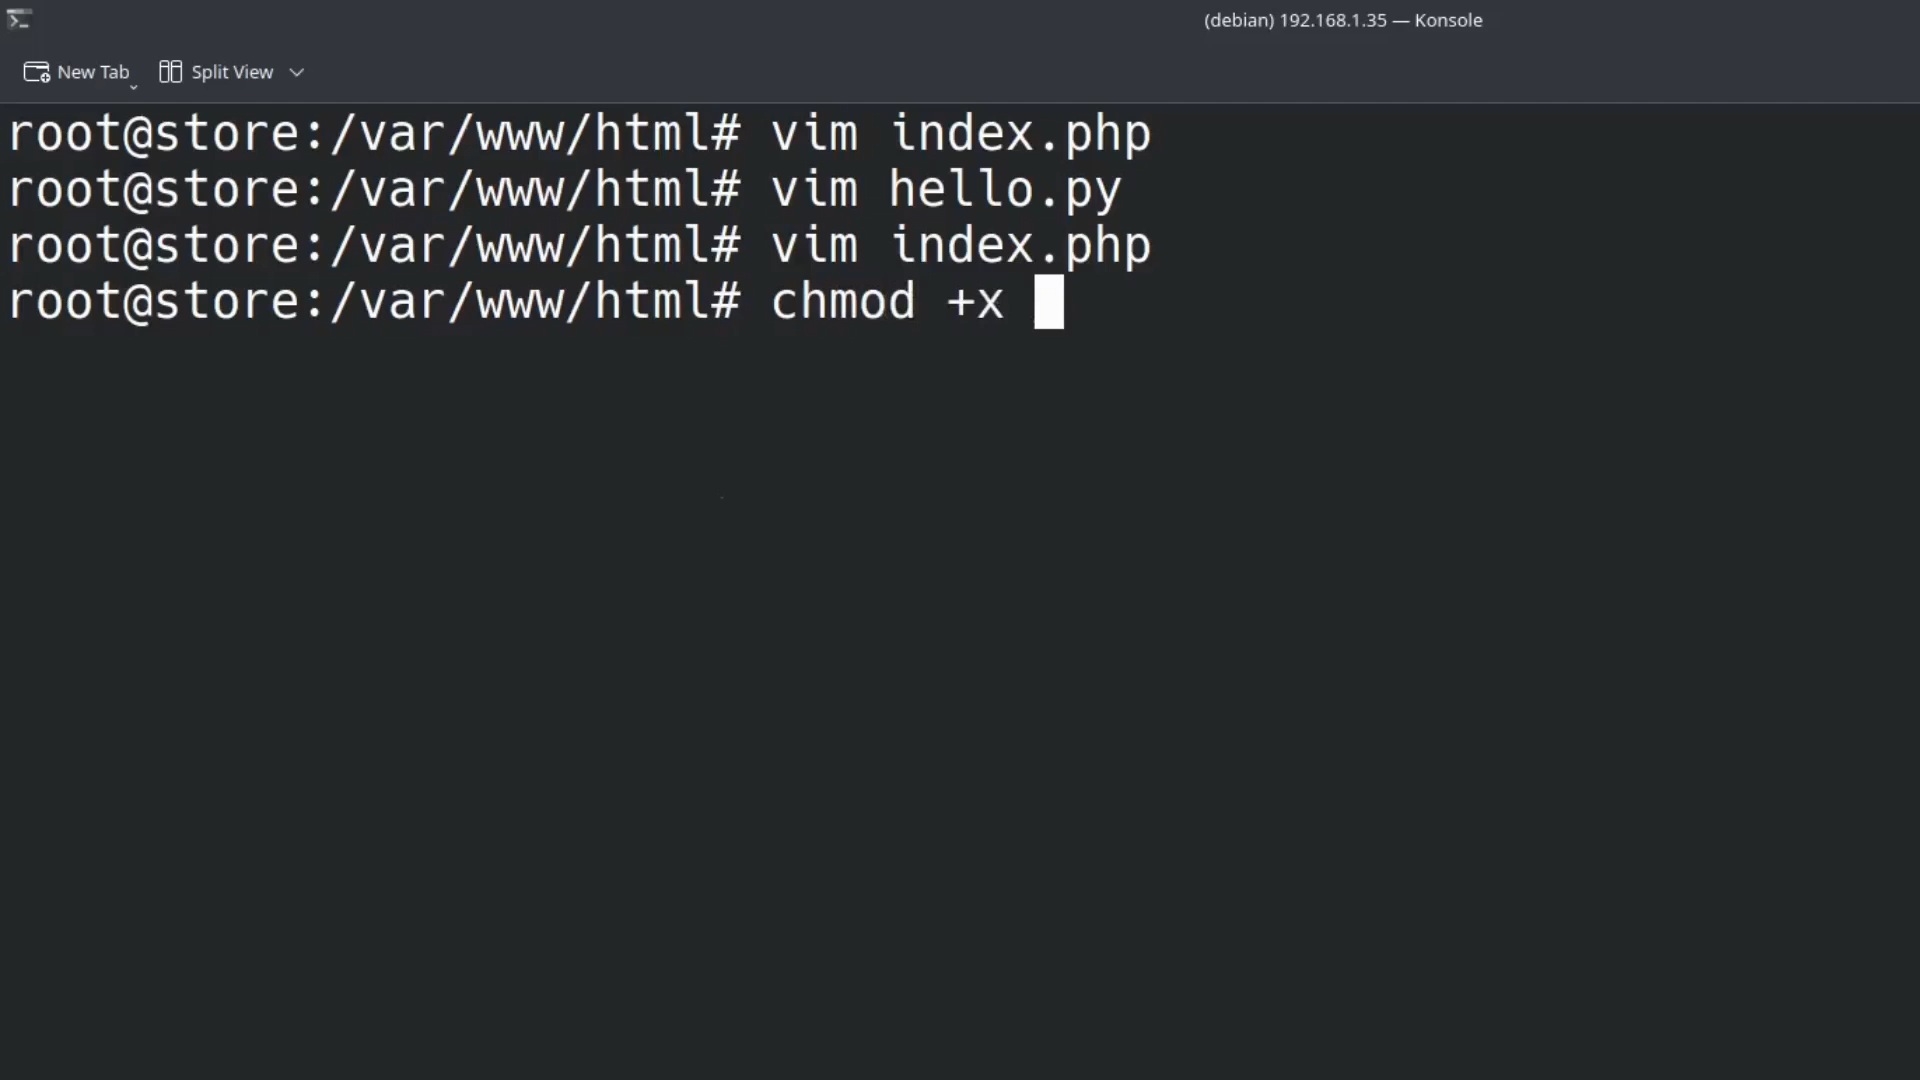 (debian) 192.168.1.35 — Konsole
New Tab Split View
root@store:/var/www/html# vim index.php
root@store:/var/www/html# vim hello.py
root@store:/var/www/html# vim index.php
root@store:/var/www/html# chmod +x